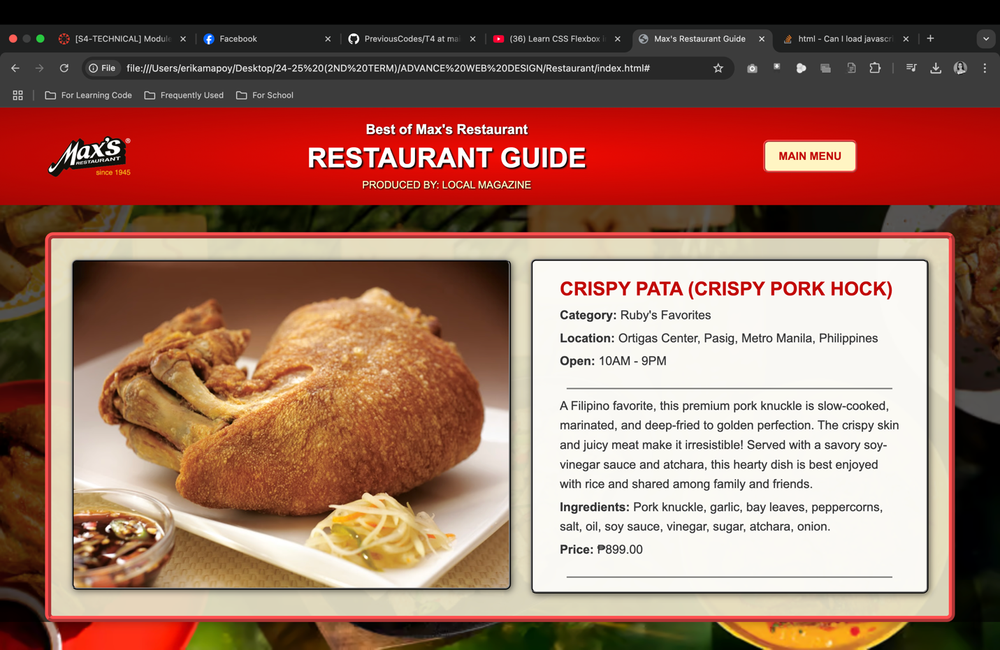 [S4-TECHNICAL] Module
Facebook
PreviousCodes/T4 at mai
(36) Learn CSS Flexbox i
Max's Restaurant Guide
html - Can I load javascri
File
file:///Users/erikamapoy/Desktop/24-25%20(2ND%20TERM)/ADVANCE%20WEB%20DESIGN/Restaurant/index.html#
For Learning Code
Frequently Used
For School
Max's ®
RESTAURANT
since 1945
Best of Max's Restaurant
RESTAURANT GUIDE
PRODUCED BY: LOCAL MAGAZINE
MAIN MENU
CRISPY PATA (CRISPY PORK HOCK)
Category: Ruby's Favorites
Location: Ortigas Center, Pasig, Metro Manila, Philippines
Open: 10AM - 9PM
A Filipino favorite, this premium pork knuckle is slow-cooked,
marinated, and deep-fried to golden perfection. The crispy skin
and juicy meat make it irresistible! Served with a savory soy-
vinegar sauce and atchara, this hearty dish is best enjoyed
with rice and shared among family and friends.
Ingredients: Pork knuckle, garlic, bay leaves, peppercorns,
salt, oil, soy sauce, vinegar, sugar, atchara, onion.
Price: ₱899.00